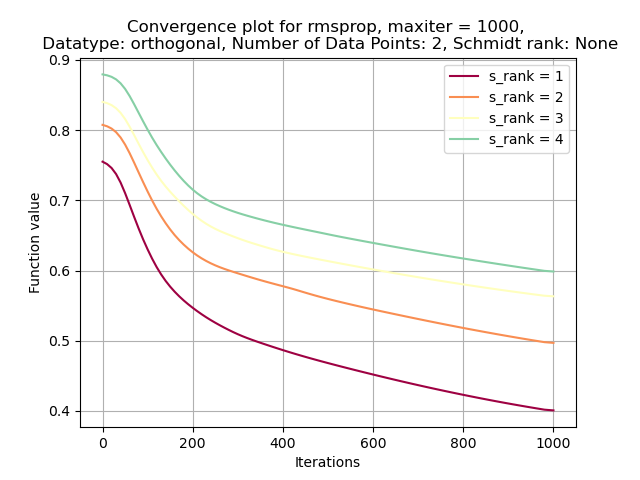 Convergence plot for rmsprop, maxiter = 1000,
Datatype: orthogonal, Number of Data Points: 2, Schmidt rank: None
0.9
0.8
0.7
0.6
0.5
0.4
Function value
s_rank = 1
s_rank = 2
s_rank = 3
s_rank = 4
0
200
400
600
800
1000
Iterations